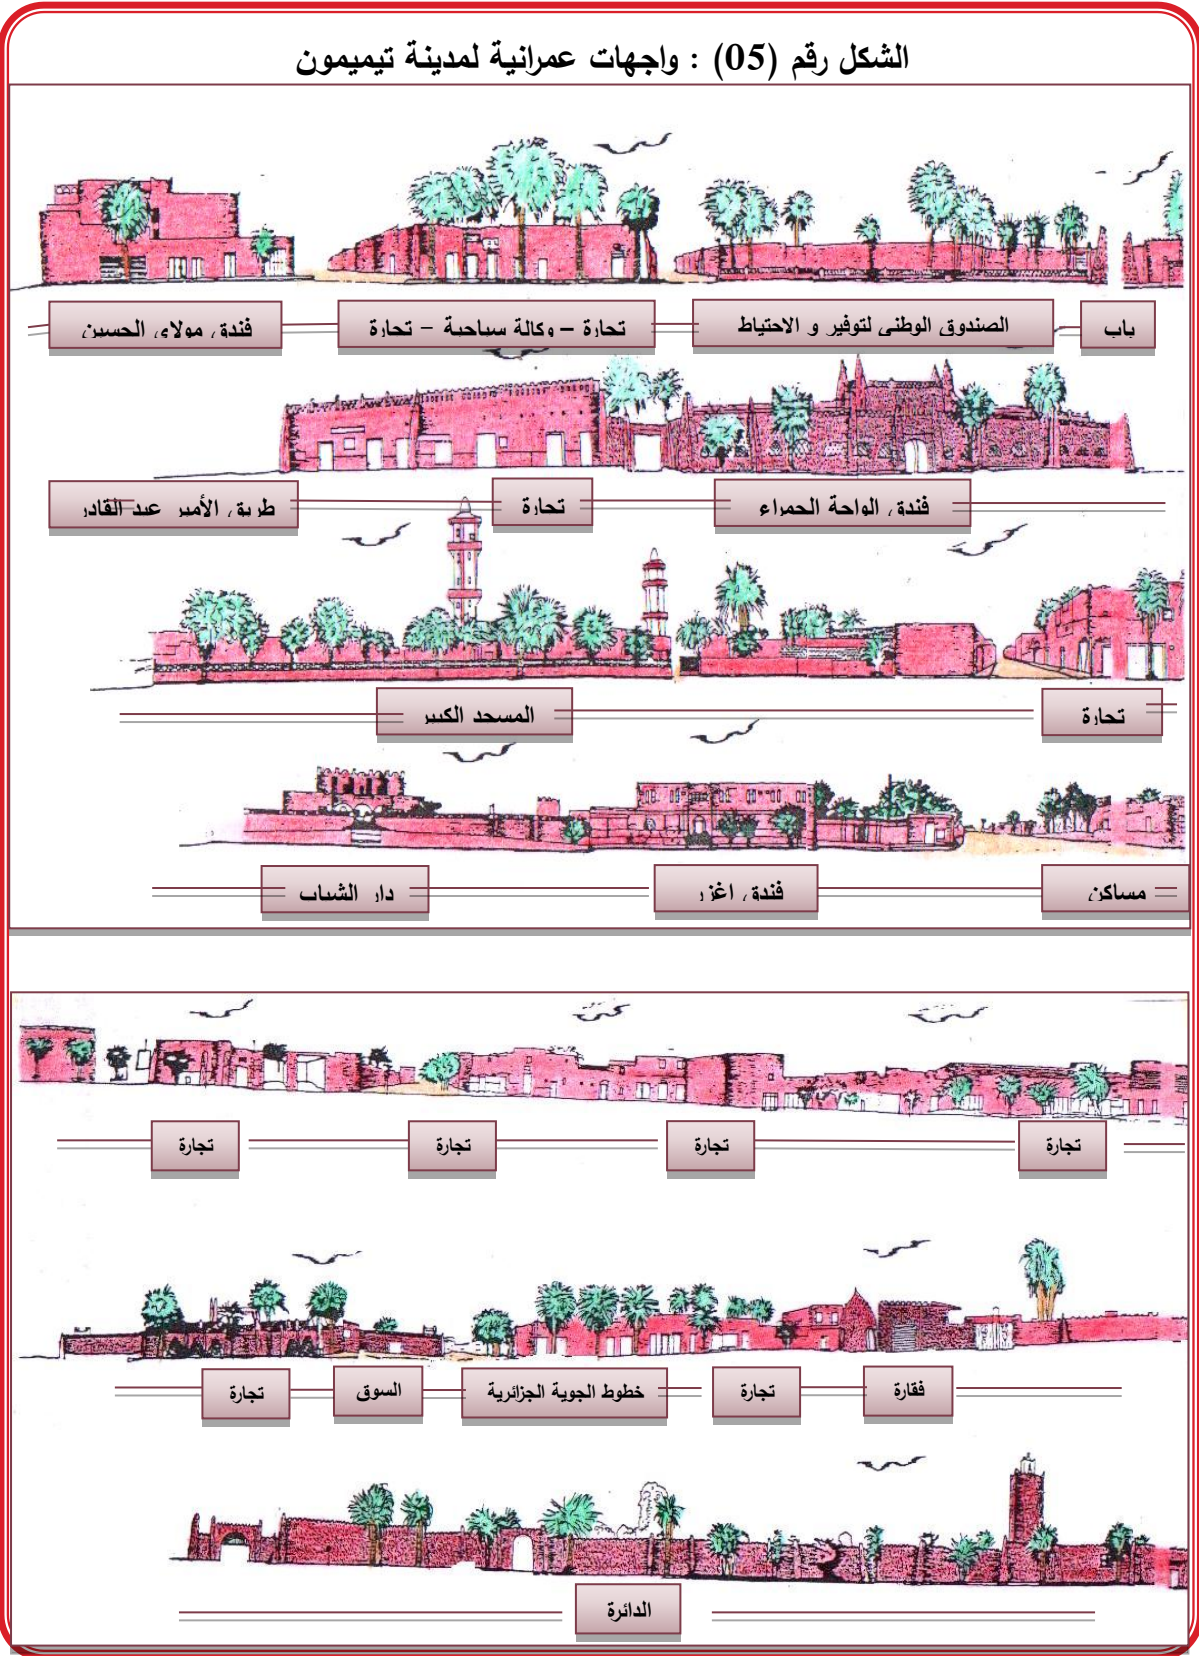 الشكل رقم (05) : واجهات عمرانية لمدينة تيميمون
باب
الصندوق الوطني لتوفير و الاحتياط
تجارة – وكالة سياحية – تجارة
فندق مولاي الحسين
فندق الواحة الحمراء
تجارة
طريق الأمير عبد القادر
تجارة
المسجد الكبير
مساكن
فندق اغزر
دار الشباب
تجارة
تجارة
تجارة
تجارة
فقارة
تجارة
خطوط الجوية الجزائرية
السوق
تجارة
الدائرة